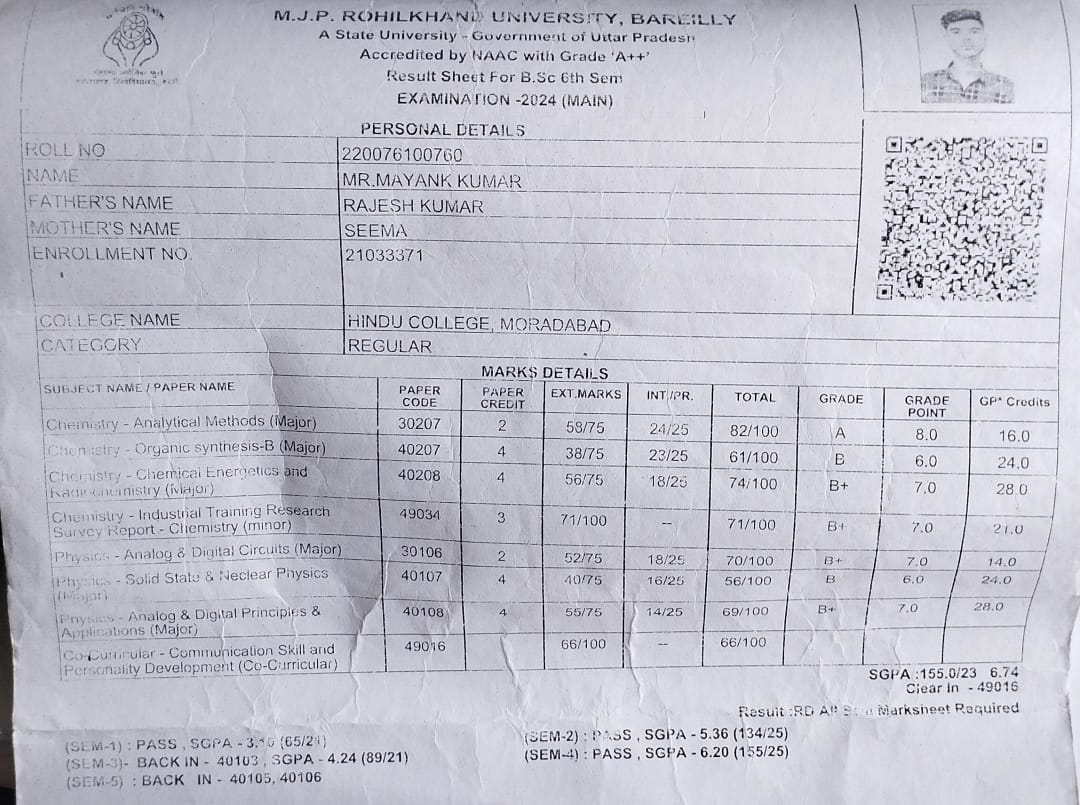 M.J.P. ROHILKHAND UNIVERSITY, BAREILLY
A State University - Government of Uttar Pradesh
Accredited by NAAC with Grade 'A++'
Result Sheet For B.Sc 6th Sem
EXAMINATION -2024 (MAIN)
PERSONAL DETAILS
ROLL NO 220076100760
NAME MR.MAYANK KUMAR
FATHER'S NAME RAJESH KUMAR
MOTHER'S NAME SEEMA
ENROLLMENT NO. 21033371
COLLEGE NAME HINDU COLLEGE, MORADABAD
CATEGORY REGULAR
MARKS DETAILS
SUBJECT NAME / PAPER NAME PAPER CODE PAPER CREDIT EXT.MARKS INT/PR. TOTAL GRADE GRADE POINT GP* Credits
Chemistry - Analytical Methods (Major) 30207 2 58/75 24/25 82/100 A 8.0 16.0
Chemistry - Organic synthesis-B (Major) 40207 4 38/75 23/25 61/100 B 6.0 24.0
Chemistry - Chemical Energetics and 40208 4 56/75 18/25 74/100 B+ 7.0 28.0
Radiochemistry (Major)
Chemistry - Industrial Training Research 49034 3 71/100 -- 71/100 B+ 7.0 21.0
Survey Report - Chemistry (minor)
Physics - Analog & Digital Circuits (Major) 30106 2 52/75 18/25 70/100 B+ 7.0 14.0
Physics - Solid State & Neclear Physics 40107 4 40/75 16/25 56/100 B 6.0 24.0
(Major)
Physics - Analog & Digital Principles & 40108 4 55/75 14/25 69/100 B+ 7.0 28.0
Applications (Major)
Co-Curricular - Communication Skill and 49016 66/100 -- 66/100
Personality Development (Co-Curricular)
SGPA :155.0/23 6.74
Clear In - 49016
Result :RD All Marksheet Required
(SEM-1) : PASS , SGPA - (65/21)
(SEM-2) : PASS , SGPA - 5.36 (134/25)
(SEM-3)- BACK IN - 40103 , SGPA - 4.24 (89/21)
(SEM-4) : PASS , SGPA - 6.20 (155/25)
(SEM-5) : BACK IN - 40105, 40106